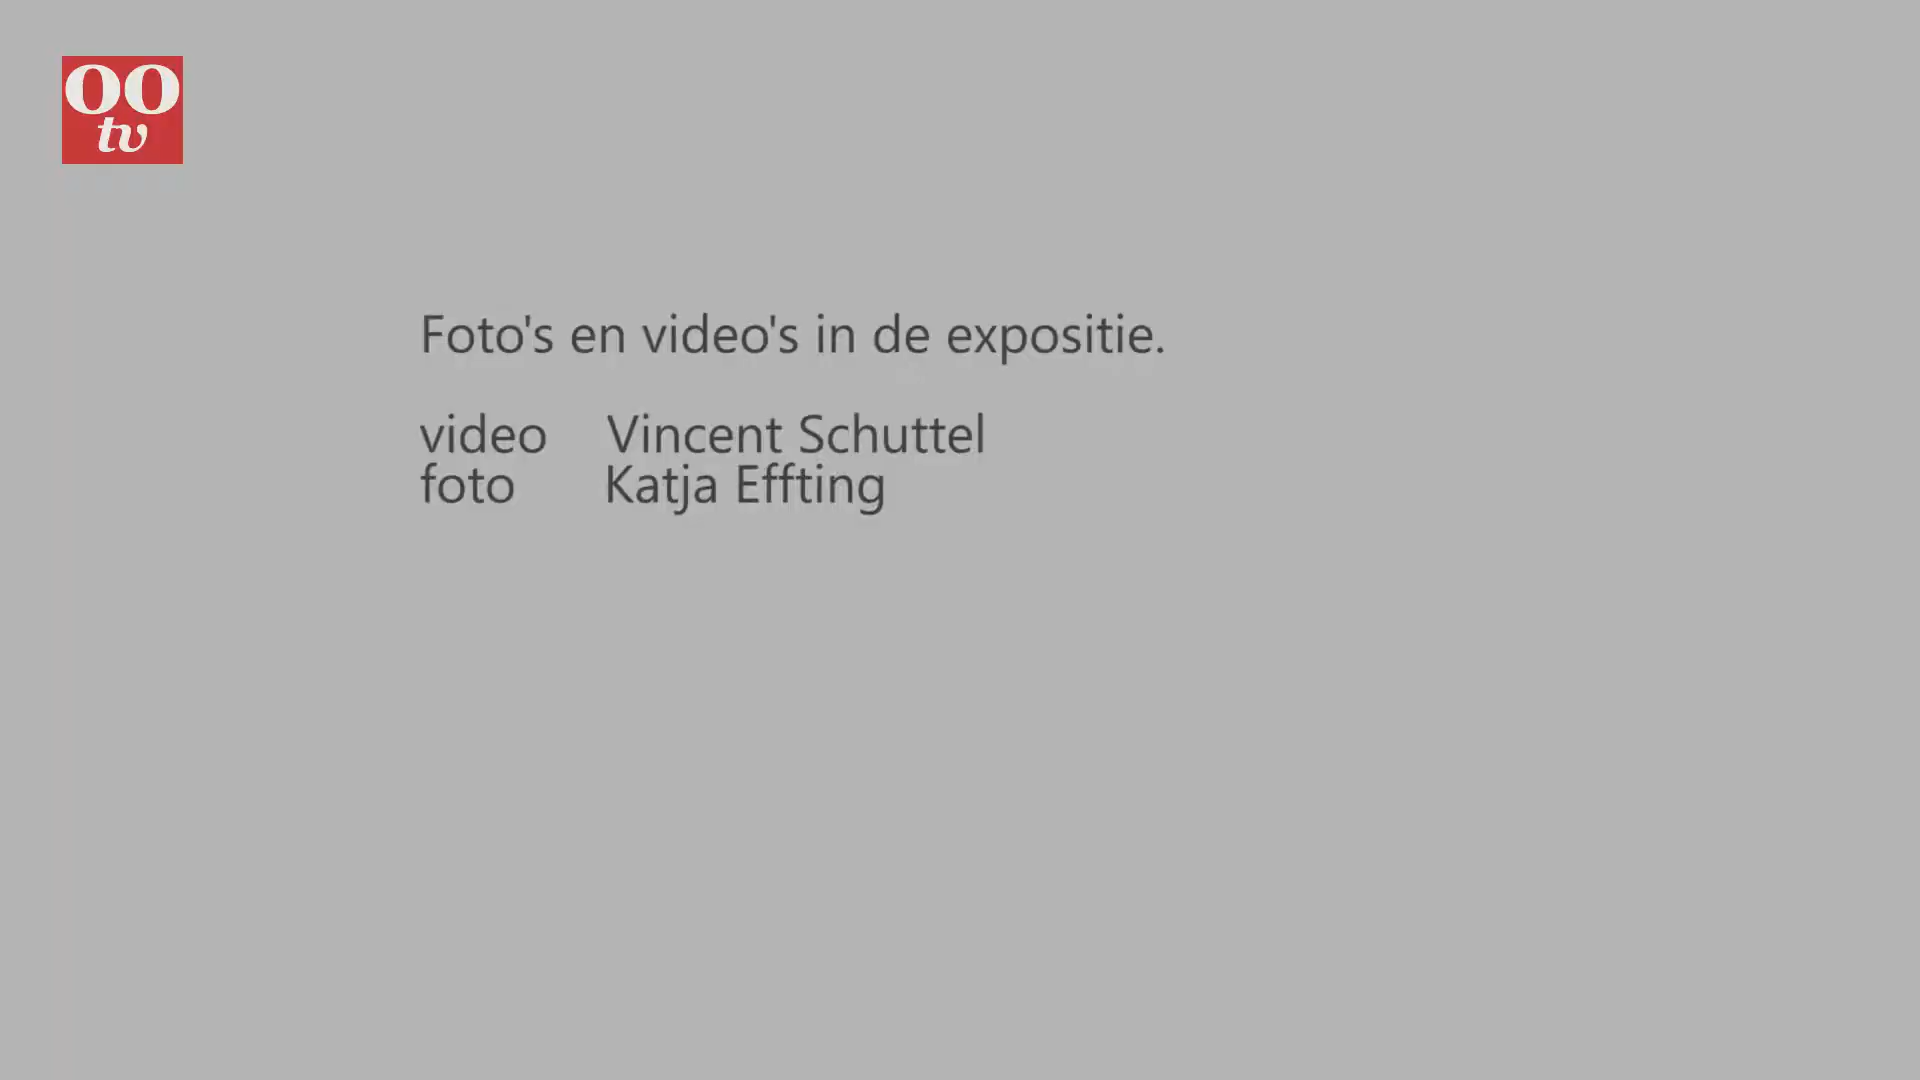 OO
tv
Foto's en video's in de expositie.
video Vincent Schuttel
foto Katja Effting